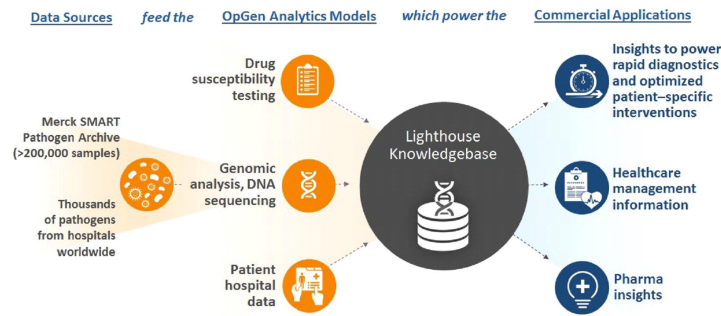 Data Sources feed the OpGen Analytics Models which power the Commercial Applications
Merck SMART
Pathogen Archive
(>200,000 samples)
Thousands
of pathogens
from hospitals
worldwide
Drug
susceptibility
testing
Genomic
analysis, DNA
sequencing
Patient
hospital
data
Lighthouse
Knowledgebase
Insights to power
rapid diagnostics
and optimized
patient–specific
interventions
Healthcare
management
information
Pharma
insights